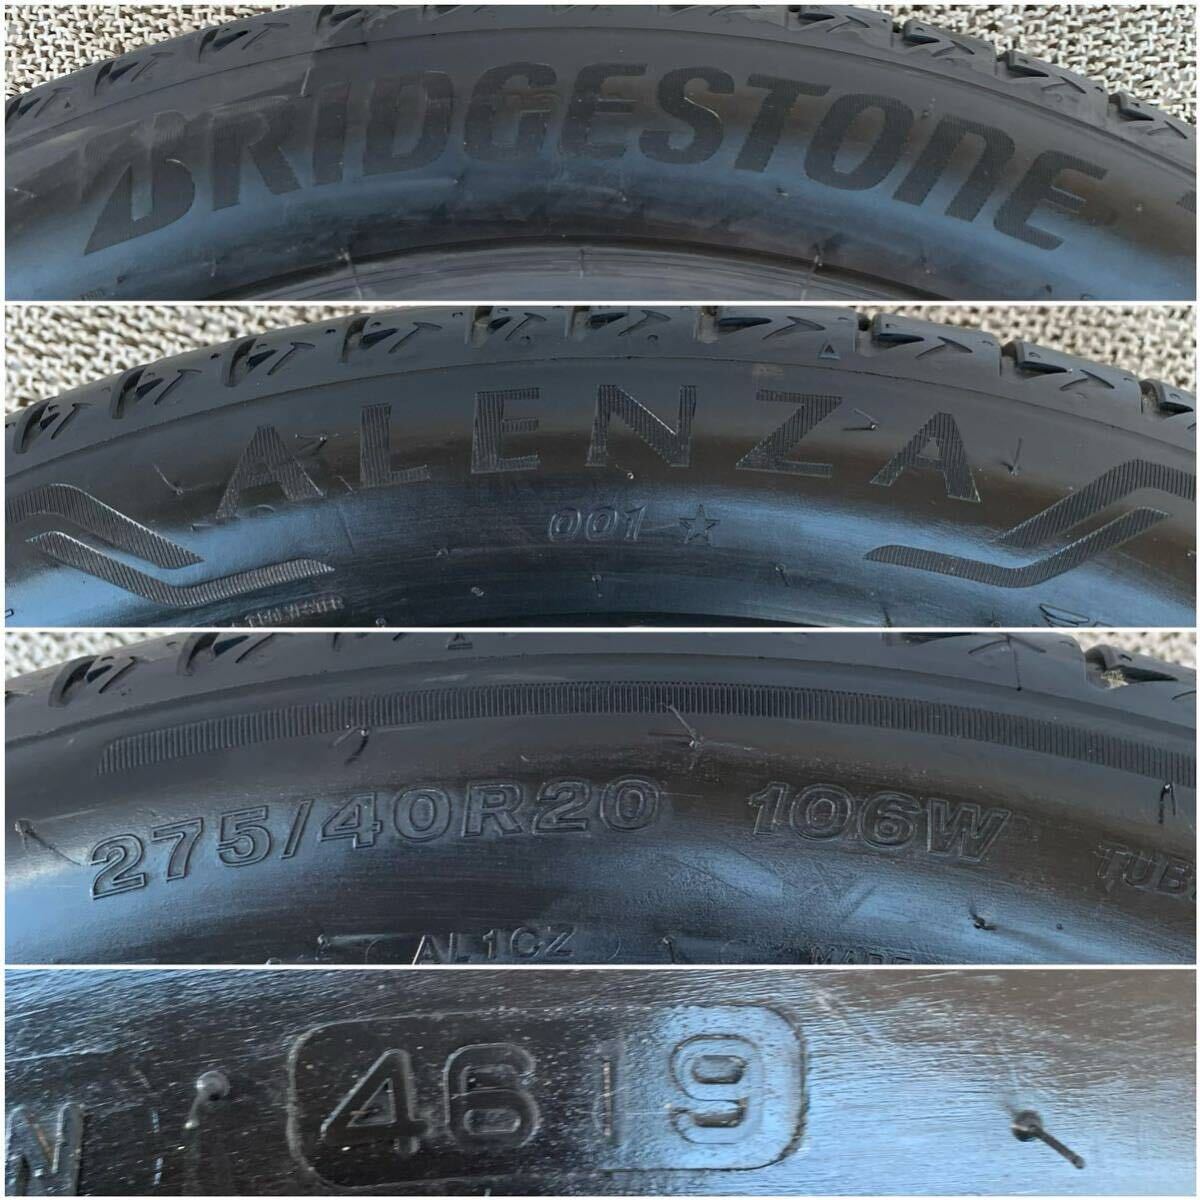 BRIDGESTONE
ALENZA
001 ☆
275/40R20 106W
AL1CZ
4619